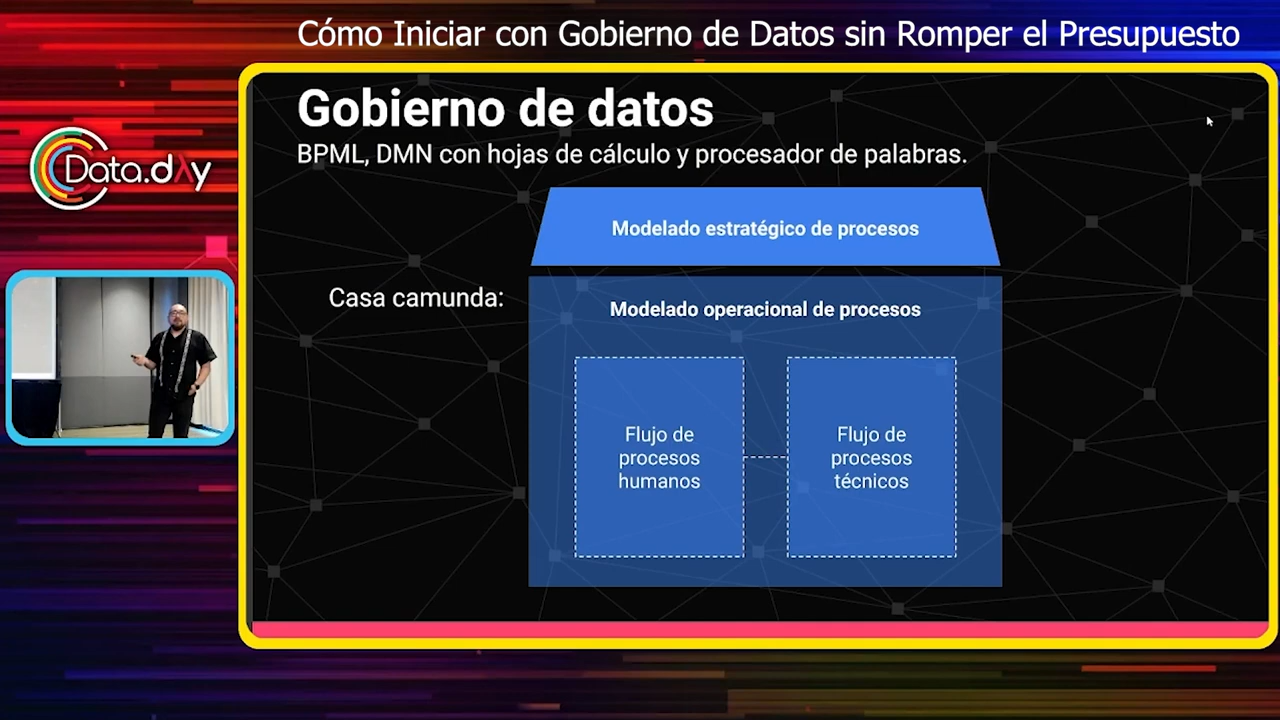 Cómo Iniciar con Gobierno de Datos sin Romper el Presupuesto
Gobierno de datos
BPML, DMN con hojas de cálculo y procesador de palabras.
Data.dAy
Modelado estratégico de procesos
Casa camunda:
Modelado operacional de procesos
Flujo de
procesos
humanos
Flujo de
procesos
técnicos